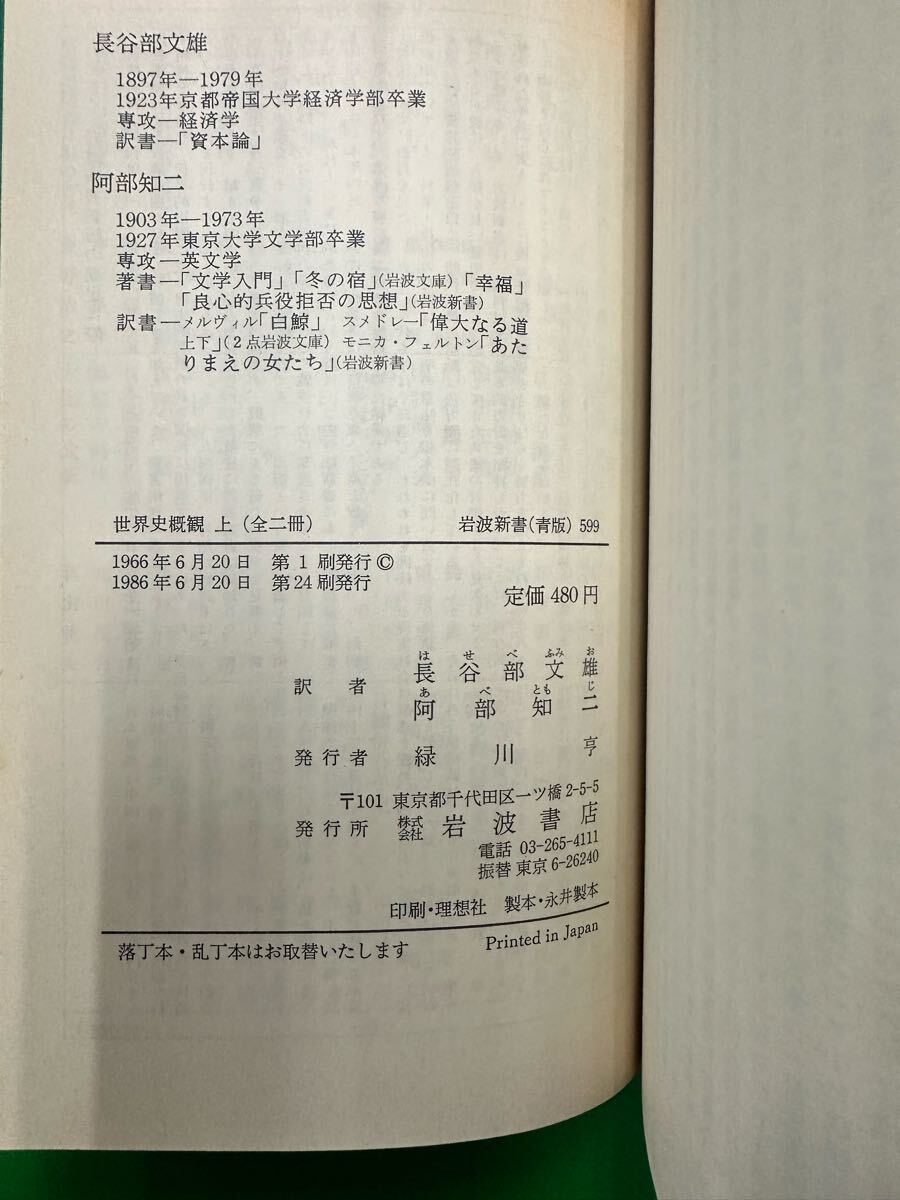 長谷部文雄
1897年—1979年
1923年京都帝国大学経済学部卒業
専攻—経済学
訳書—「資本論」
阿部知二
1903年—1973年
1927年東京大学文学部卒業
専攻—英文学
著書—「文学入門」「冬の宿」(岩波文庫)「幸福」
「良心的兵役拒否の思想」(岩波新書)
訳書—メルヴィル「白鯨」 スメドレー「偉大なる道
上下」(2点岩波文庫) モニカ・フェルトン「あた
りまえの女たち」(岩波新書)
世界史概観 上(全二冊) 岩波新書(青版) 599
1966年6月20日 第1刷発行©
1986年6月20日 第24刷発行
定価 480円
は せ べ ふみ お
訳者 長谷部文雄
あ べ とも じ
阿部知二
発行者 緑川亨
〒101 東京都千代田区一ツ橋2-5-5
発行所 株式会社 岩波書店
電話 03-265-4111
振替 東京 6-26240
印刷・理想社 製本・永井製本
落丁本・乱丁本はお取替いたします Printed in Japan